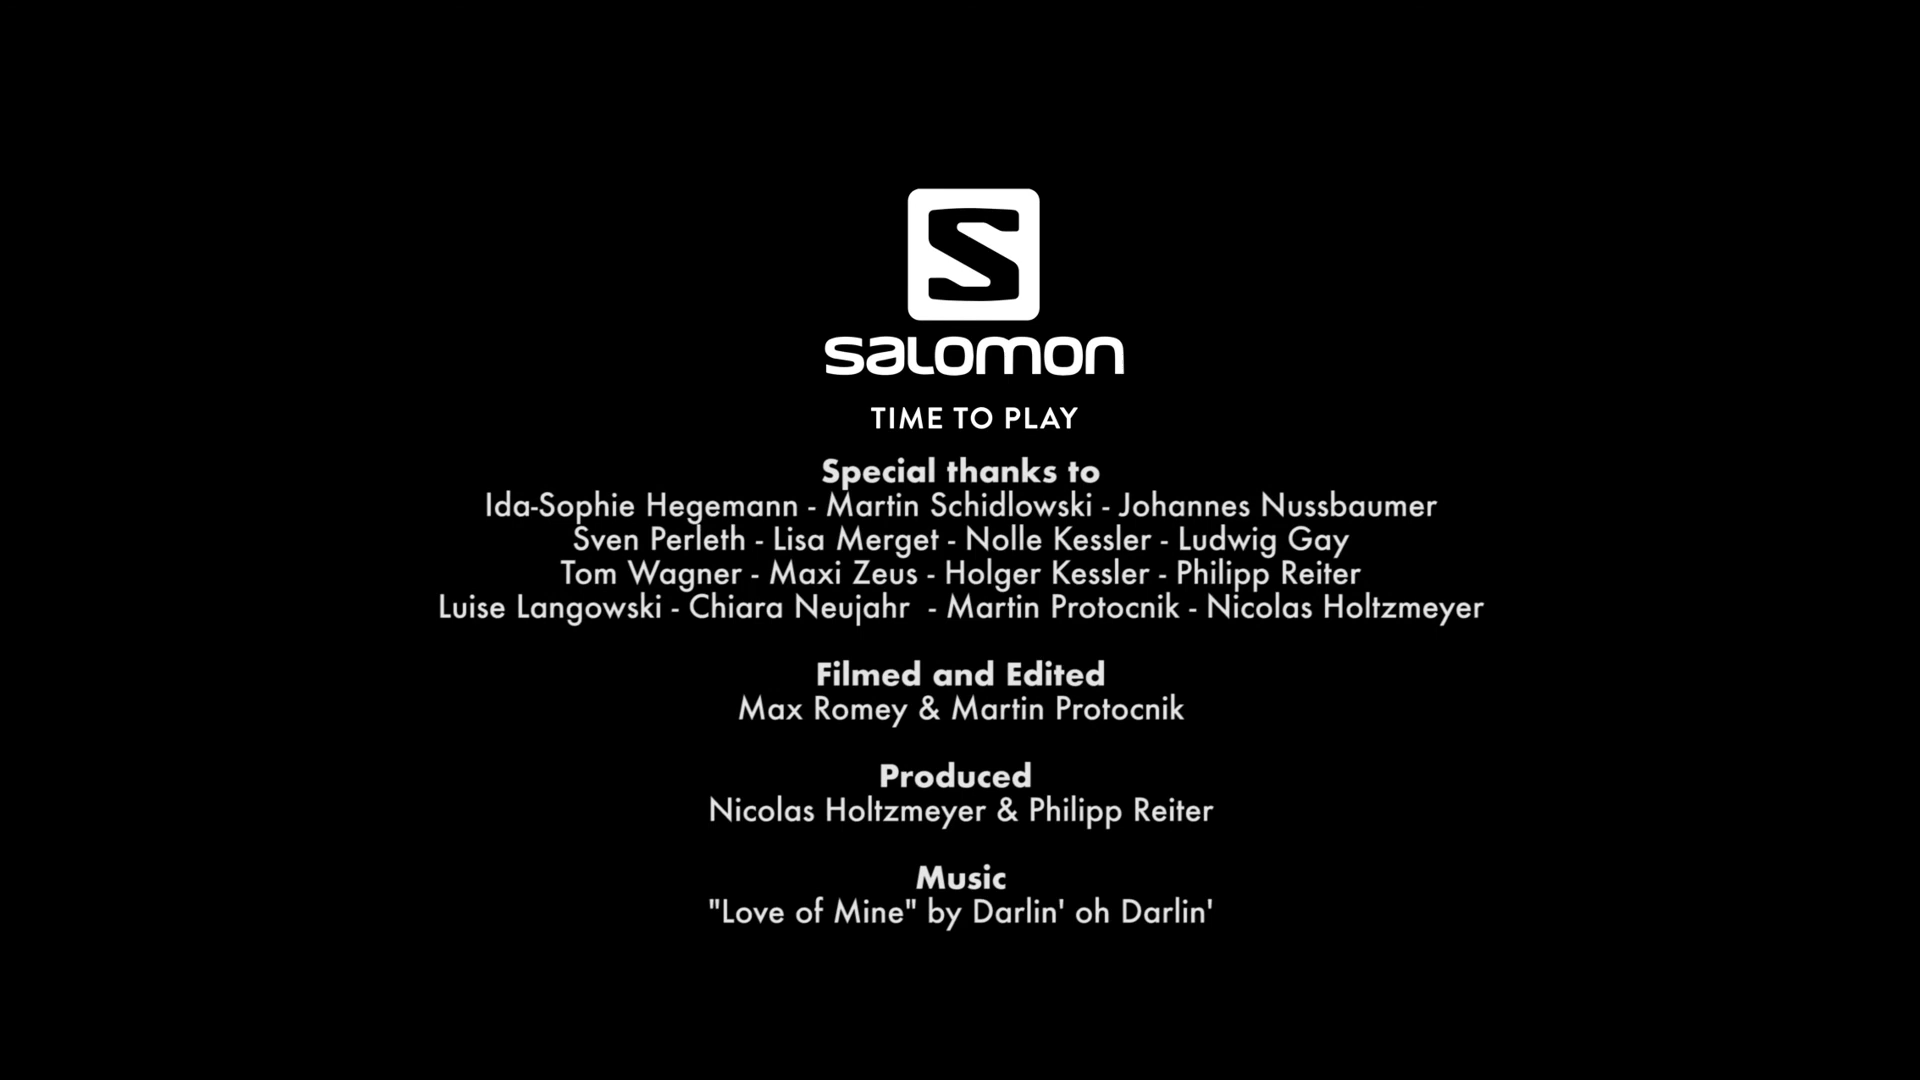 S
SALOMON
TIME TO PLAY
Special thanks to
Ida-Sophie Hegemann - Martin Schidlowski - Johannes Nussbaumer
Sven Perleth - Lisa Merget - Nolle Kessler - Ludwig Gay
Tom Wagner - Maxi Zeus - Holger Kessler - Philipp Reiter
Luise Langowski - Chiara Neujahr  - Martin Protocnik - Nicolas Holtzmeyer
Filmed and Edited
Max Romey & Martin Protocnik
Produced
Nicolas Holtzmeyer & Philipp Reiter
Music
"Love of Mine" by Darlin' oh Darlin'